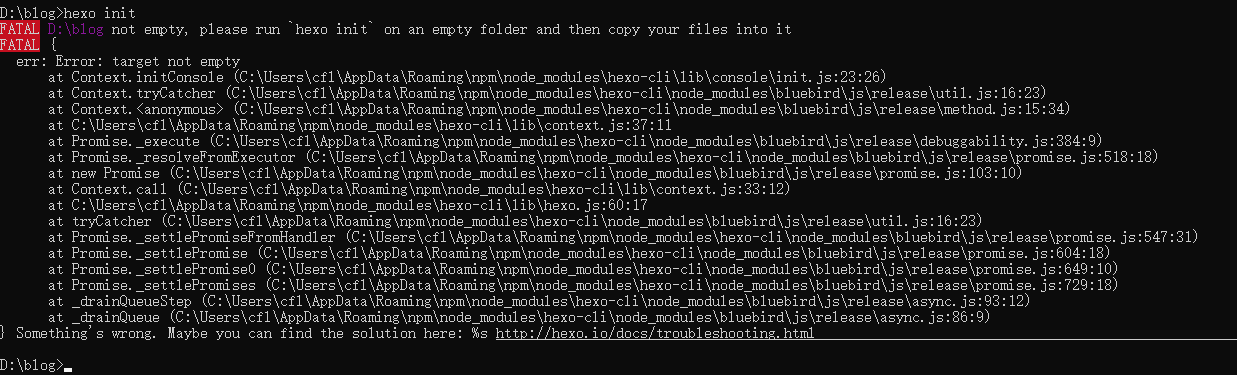 D:\blog>hexo init
FATAL D:\blog not empty, please run `hexo init` on an empty folder and then copy your files into it
FATAL {
err: Error: target not empty
at Context.initConsole (C:\Users\cf1\AppData\Roaming\npm\node_modules\hexo-cli\lib\console\init.js:23:26)
at Context.tryCatcher (C:\Users\cf1\AppData\Roaming\npm\node_modules\hexo-cli\node_modules\bluebird\js\release\util.js:16:23)
at Context.<anonymous> (C:\Users\cf1\AppData\Roaming\npm\node_modules\hexo-cli\node_modules\bluebird\js\release\method.js:15:34)
at C:\Users\cf1\AppData\Roaming\npm\node_modules\hexo-cli\lib\context.js:37:11
at Promise._execute (C:\Users\cf1\AppData\Roaming\npm\node_modules\hexo-cli\node_modules\bluebird\js\release\debuggability.js:384:9)
at Promise._resolveFromExecutor (C:\Users\cf1\AppData\Roaming\npm\node_modules\hexo-cli\node_modules\bluebird\js\release\promise.js:518:18)
at new Promise (C:\Users\cf1\AppData\Roaming\npm\node_modules\hexo-cli\node_modules\bluebird\js\release\promise.js:103:10)
at Context.call (C:\Users\cf1\AppData\Roaming\npm\node_modules\hexo-cli\lib\context.js:33:12)
at C:\Users\cf1\AppData\Roaming\npm\node_modules\hexo-cli\lib\hexo.js:60:17
at tryCatcher (C:\Users\cf1\AppData\Roaming\npm\node_modules\hexo-cli\node_modules\bluebird\js\release\util.js:16:23)
at Promise._settlePromiseFromHandler (C:\Users\cf1\AppData\Roaming\npm\node_modules\hexo-cli\node_modules\bluebird\js\release\promise.js:547:31)
at Promise._settlePromise (C:\Users\cf1\AppData\Roaming\npm\node_modules\hexo-cli\node_modules\bluebird\js\release\promise.js:604:18)
at Promise._settlePromise0 (C:\Users\cf1\AppData\Roaming\npm\node_modules\hexo-cli\node_modules\bluebird\js\release\promise.js:649:10)
at Promise._settlePromises (C:\Users\cf1\AppData\Roaming\npm\node_modules\hexo-cli\node_modules\bluebird\js\release\promise.js:729:18)
at _drainQueueStep (C:\Users\cf1\AppData\Roaming\npm\node_modules\hexo-cli\node_modules\bluebird\js\release\async.js:93:12)
at _drainQueue (C:\Users\cf1\AppData\Roaming\npm\node_modules\hexo-cli\node_modules\bluebird\js\release\async.js:86:9)
} Something's wrong. Maybe you can find the solution here: %s http://hexo.io/docs/troubleshooting.html
D:\blog>